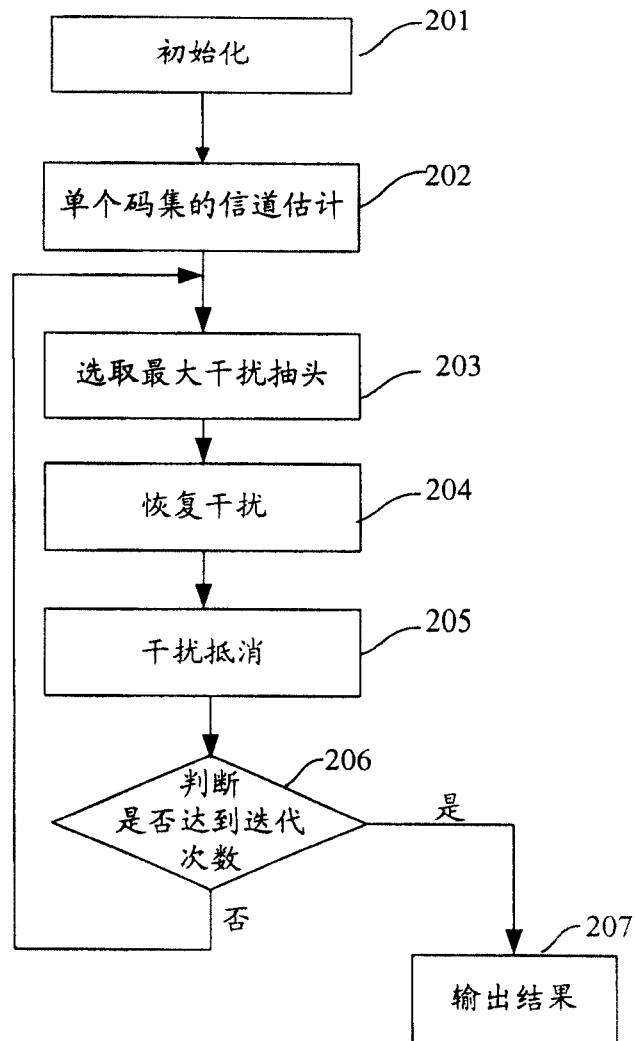 初始化
201
单个码集的信道估计
202
选取最大干扰抽头
203
恢复干扰
204
干扰抵消
205
206
判断
是否达到迭代
次数
是
否
207
输出结果